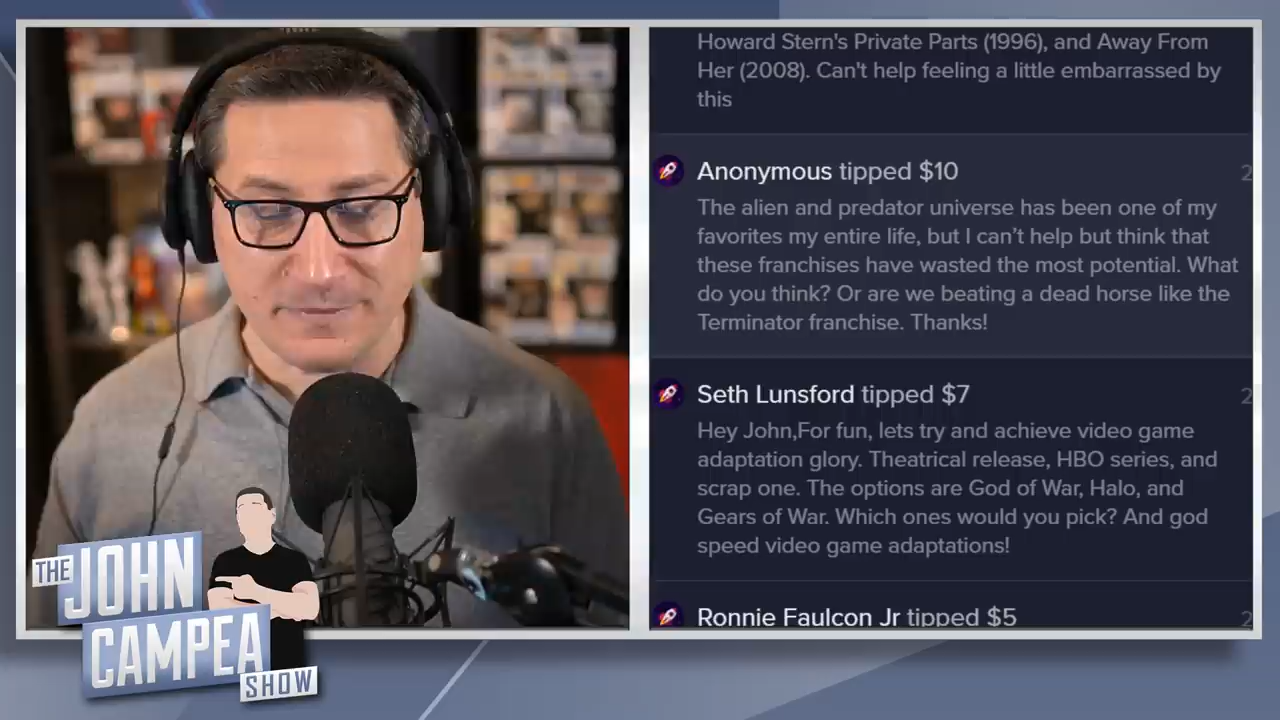 Howard Stern's Private Parts (1996), and Away From
Her (2008). Can't help feeling a little embarrassed by
this
Anonymous tipped $10
2
The alien and predator universe has been one of my
favorites my entire life, but I can’t help but think that
these franchises have wasted the most potential. What
do you think? Or are we beating a dead horse like the
Terminator franchise. Thanks!
Seth Lunsford tipped $7
2
Hey John,For fun, lets try and achieve video game
adaptation glory. Theatrical release, HBO series, and
scrap one. The options are God of War, Halo, and
Gears of War. Which ones would you pick? And god
speed video game adaptations!
Ronnie Faulcon Jr tipped $5
2
THE
JOHN
CAMPEA
SHOW